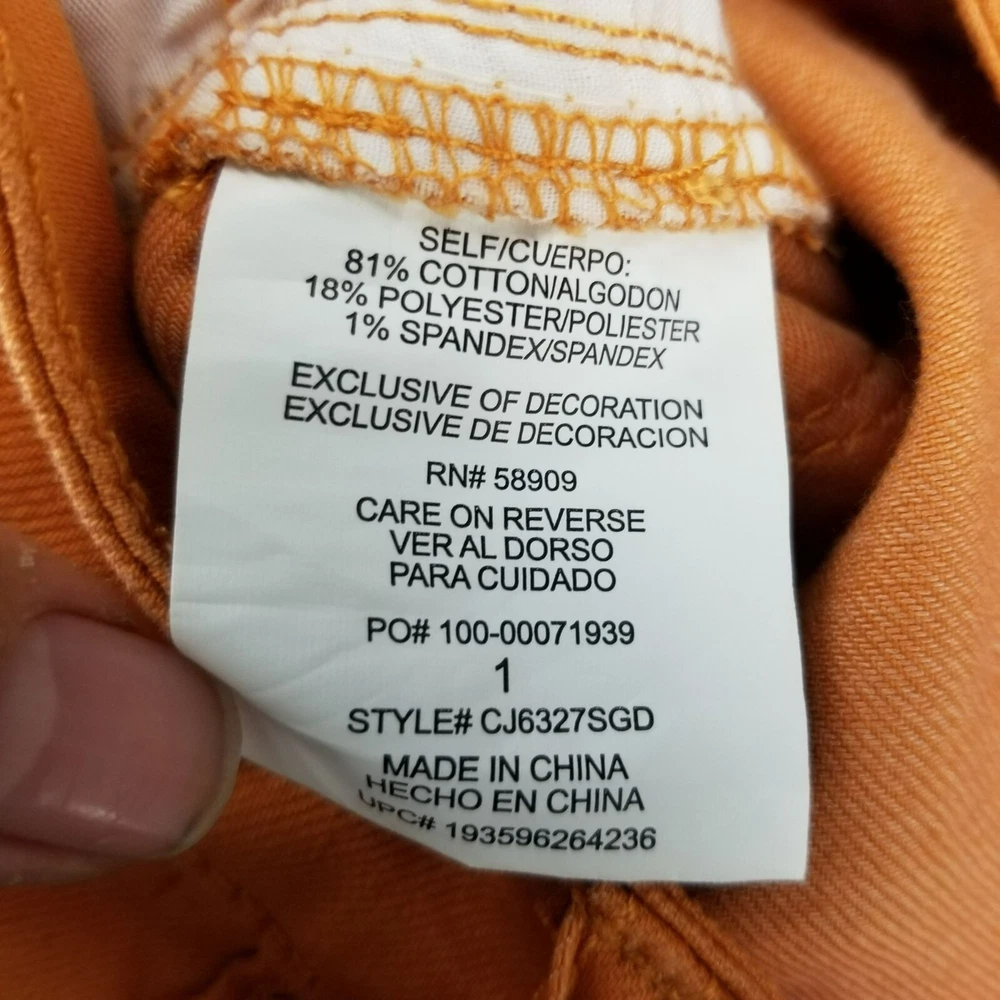 SELF/CUERPO:
81% COTTON/ALGODON
18% POLYESTER/POLIESTER
1% SPANDEX/SPANDEX
EXCLUSIVE OF DECORATION
EXCLUSIVE DE DECORACION
RN# 58909
CARE ON REVERSE
VER AL DORSO
PARA CUIDADO
PO# 100-00071939
1
STYLE# CJ6327SGD
MADE IN CHINA
HECHO EN CHINA
UPC# 193596264236